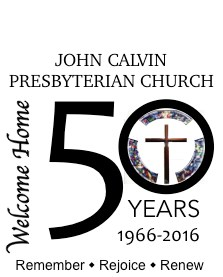 JOHN CALVIN
PRESBYTERIAN CHURCH
Welcome Home
50
YEARS
1966-2016
Remember ◆ Rejoice ◆ Renew